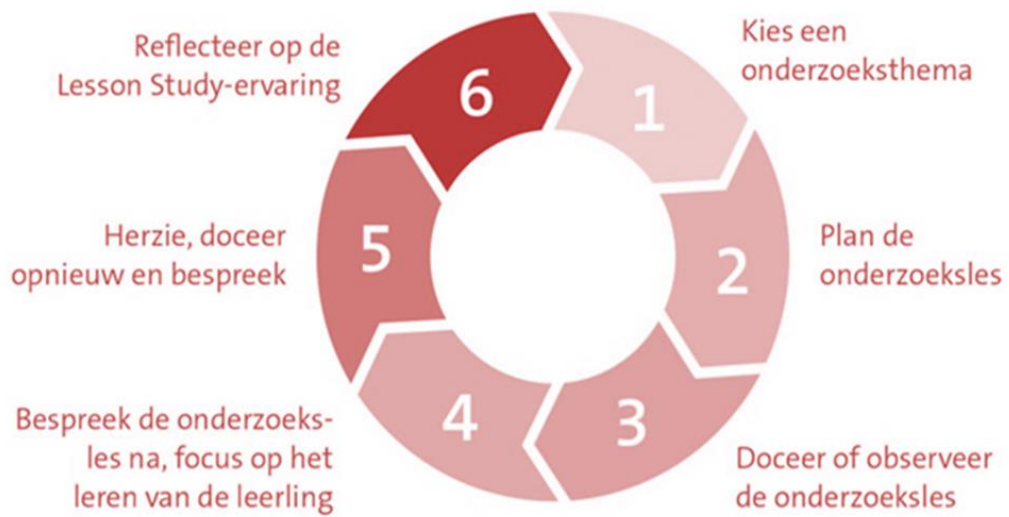 1
Kies een
onderzoeksthema
2
Plan de
onderzoeksles
3
Doceer of observeer
de onderzoeksles
4
Bespreek de onderzoeks-
les na, focus op het
leren van de leerling
5
Herzie, doceer
opnieuw en bespreek
6
Reflecteer op de
Lesson Study-ervaring